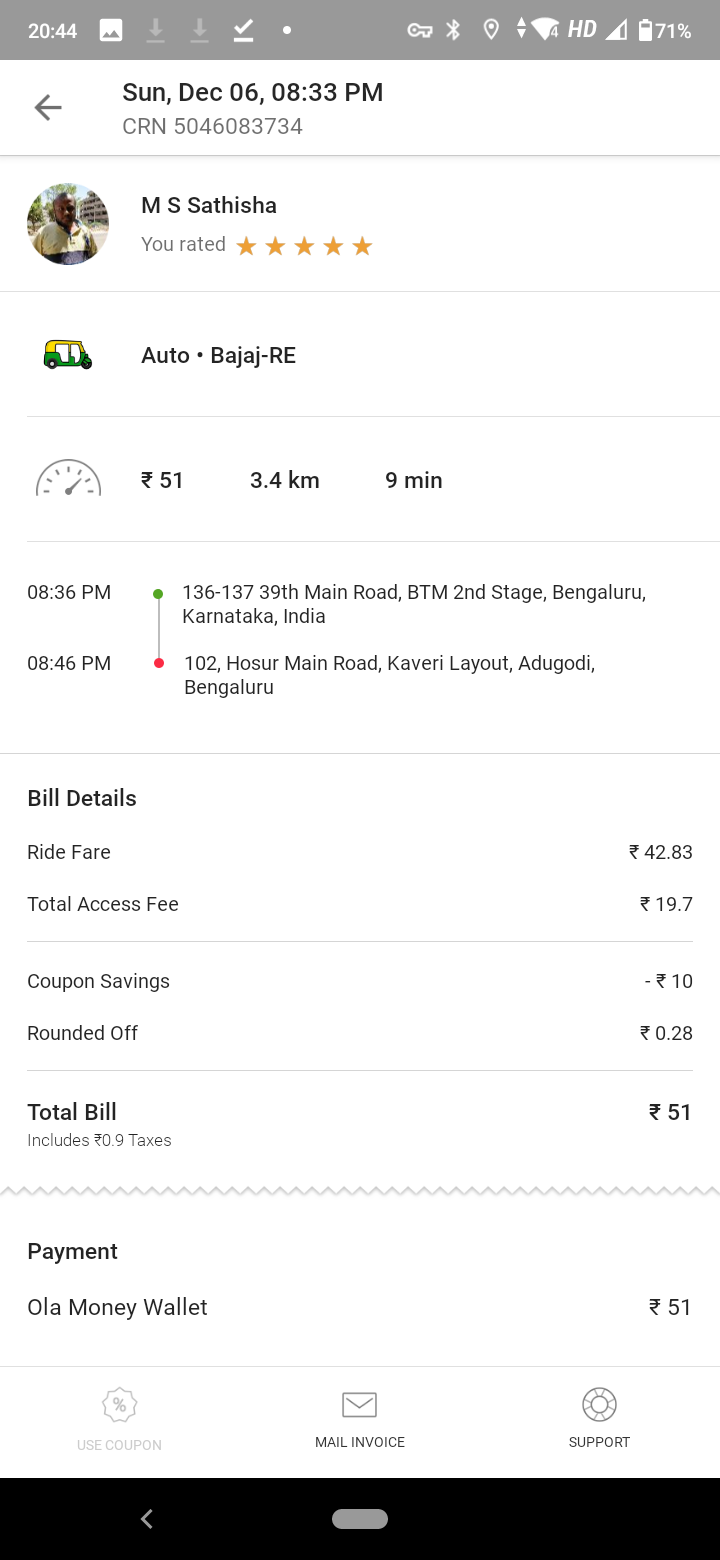 20:44
4 HD 71%
Sun, Dec 06, 08:33 PM
CRN 5046083734
M S Sathisha
You rated
Auto • Bajaj-RE
₹ 51 3.4 km 9 min
08:36 PM 136-137 39th Main Road, BTM 2nd Stage, Bengaluru,
Karnataka, India
08:46 PM 102, Hosur Main Road, Kaveri Layout, Adugodi,
Bengaluru
Bill Details
Ride Fare ₹ 42.83
Total Access Fee ₹ 19.7
Coupon Savings - ₹ 10
Rounded Off ₹ 0.28
Total Bill ₹ 51
Includes ₹0.9 Taxes
Payment
Ola Money Wallet ₹ 51
%
USE COUPON MAIL INVOICE SUPPORT